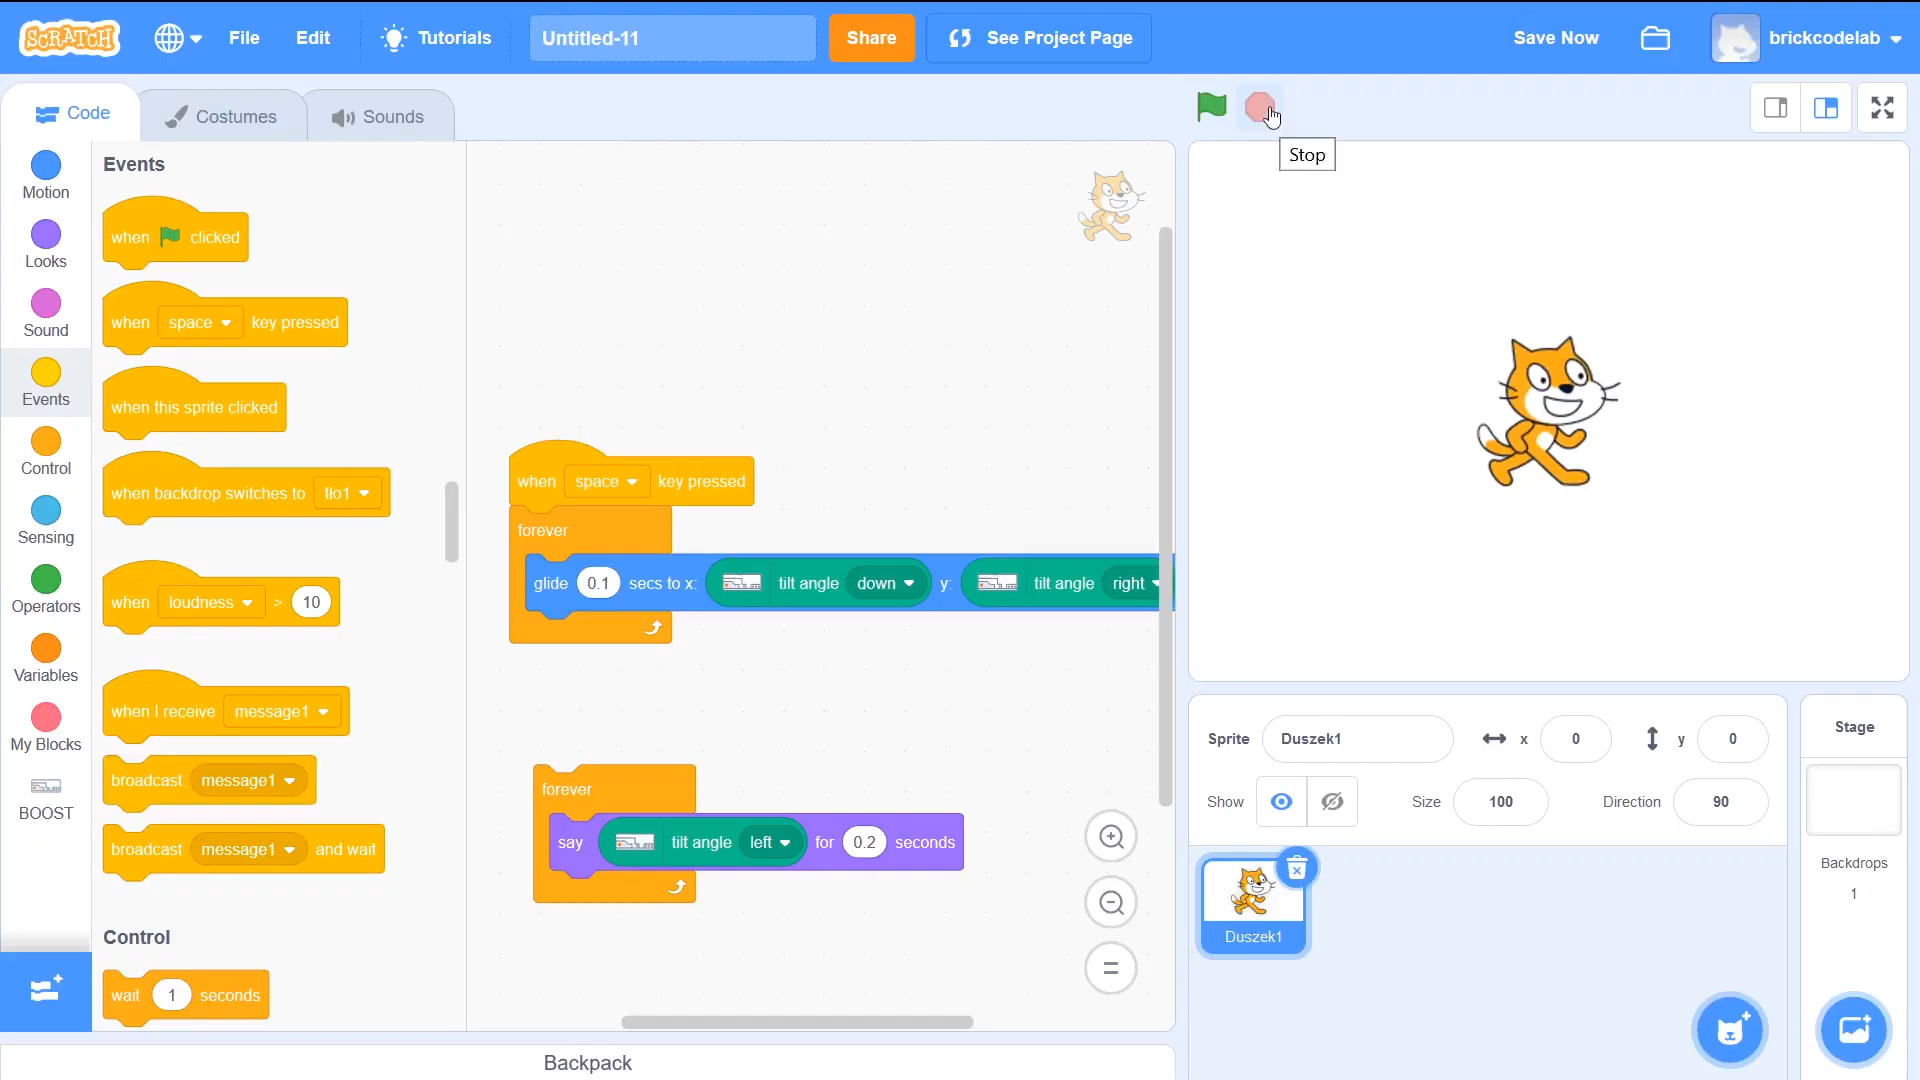 SCRATCH File Edit Tutorials Untitled-11 Share See Project Page Save Now brickcodelab
Code Costumes Sounds
Stop
Motion
Looks
Sound
Events
Control
Sensing
Operators
Variables
My Blocks
BOOST
Events
when clicked
when space key pressed
when this sprite clicked
when backdrop switches to tło1
when loudness > 10
when I receive message1
broadcast message1
broadcast message1 and wait
Control
wait 1 seconds
when space key pressed
forever
glide 0.1 secs to x: tilt angle down y: tilt angle right
forever
say tilt angle left for 0.2 seconds
Backpack
Sprite Duszek1 x 0 y 0
Show Size 100 Direction 90
Duszek1
Stage
Backdrops
1